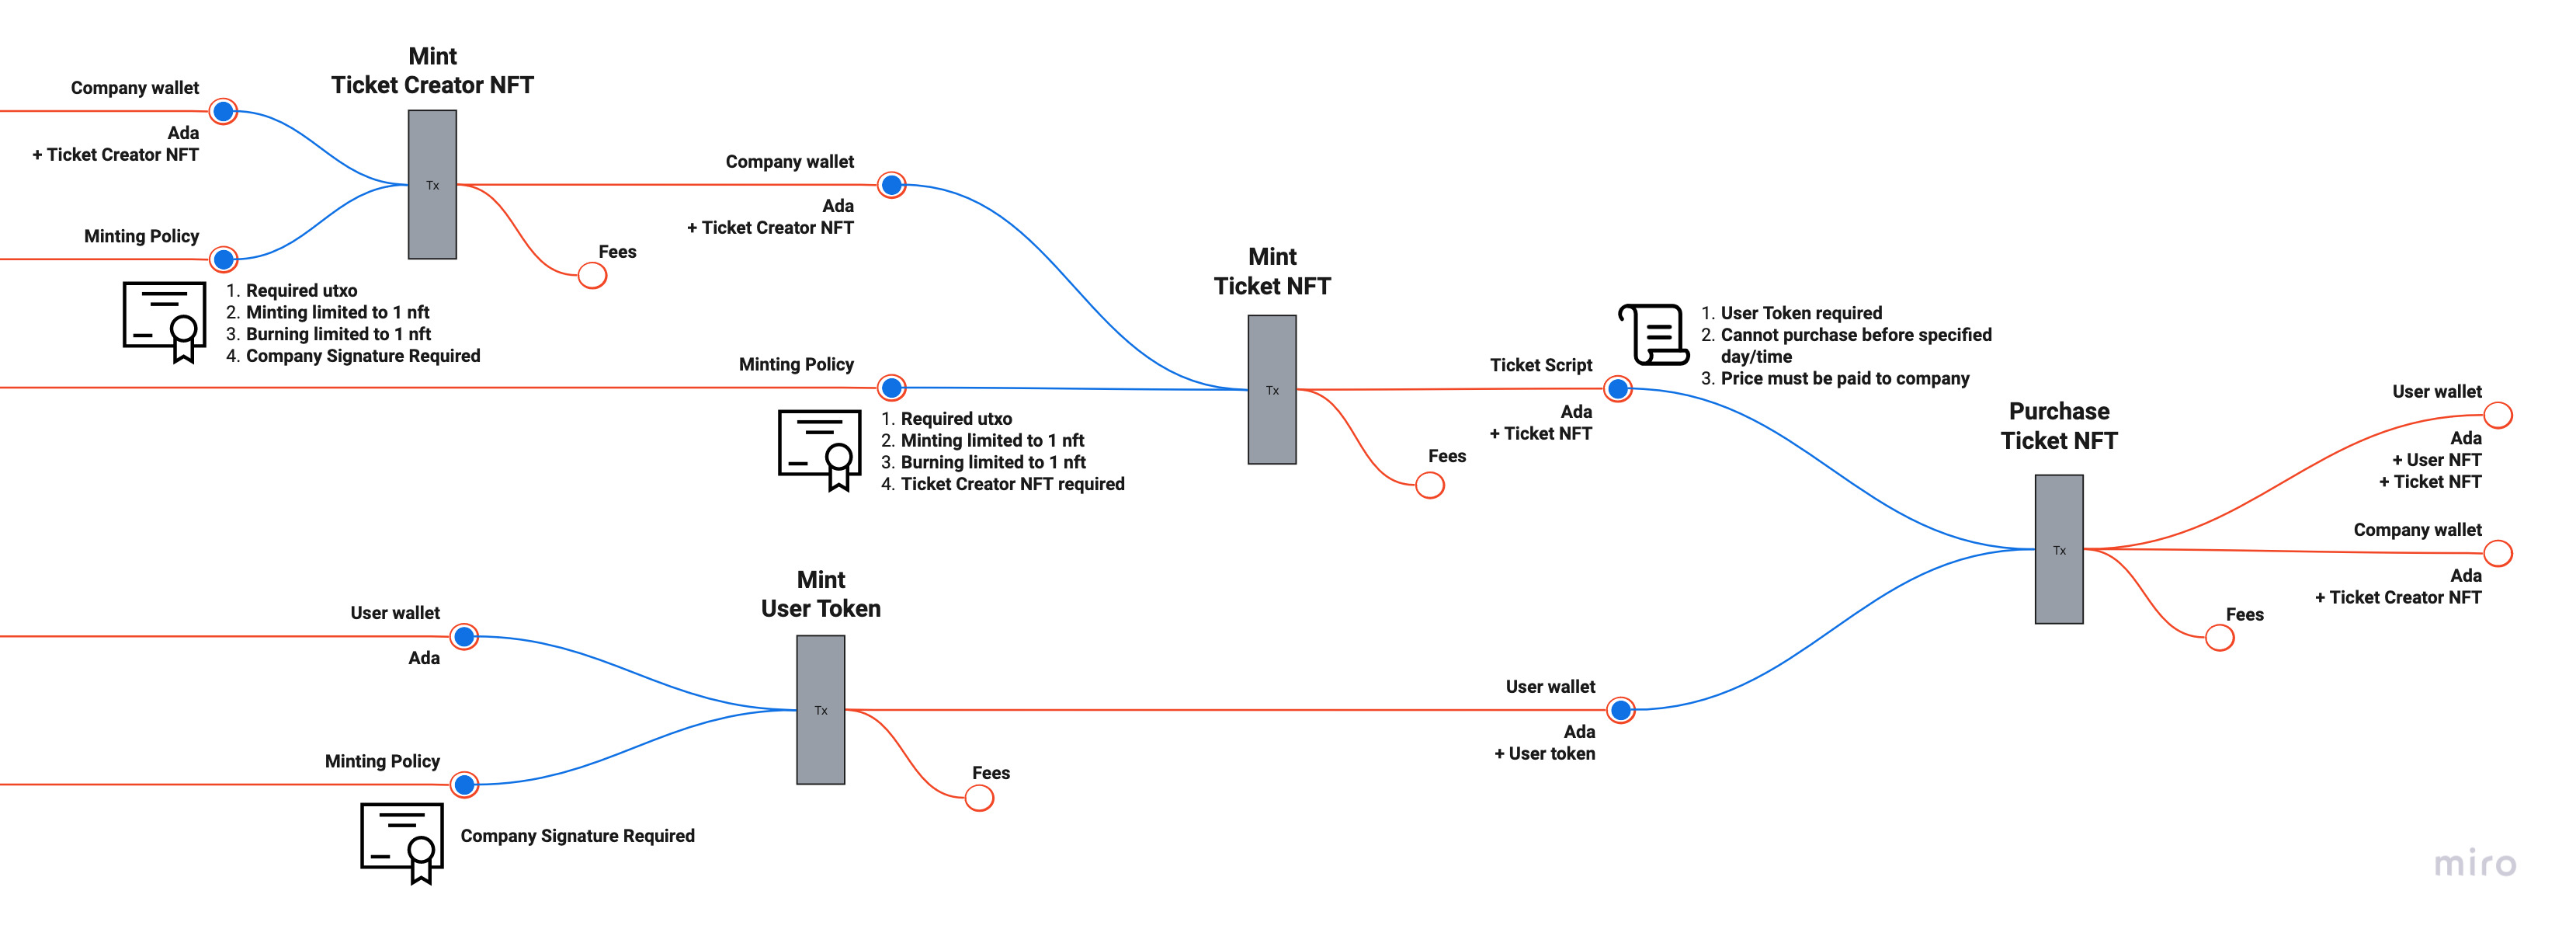 Mint
Ticket Creator NFT
Company wallet
Ada
+ Ticket Creator NFT
Tx
Minting Policy
1. Required utxo
2. Minting limited to 1 nft
3. Burning limited to 1 nft
4. Company Signature Required
Fees
Company wallet
Ada
+ Ticket Creator NFT
Minting Policy
1. Required utxo
2. Minting limited to 1 nft
3. Burning limited to 1 nft
4. Ticket Creator NFT required
Mint
Ticket NFT
Tx
Fees
Ticket Script
Ada
+ Ticket NFT
1. User Token required
2. Cannot purchase before specified
day/time
3. Price must be paid to company
Mint
User Token
User wallet
Ada
Tx
Minting Policy
Company Signature Required
Fees
User wallet
Ada
+ User token
Purchase
Ticket NFT
Tx
User wallet
Ada
+ User NFT
+ Ticket NFT
Company wallet
Ada
+ Ticket Creator NFT
Fees
miro